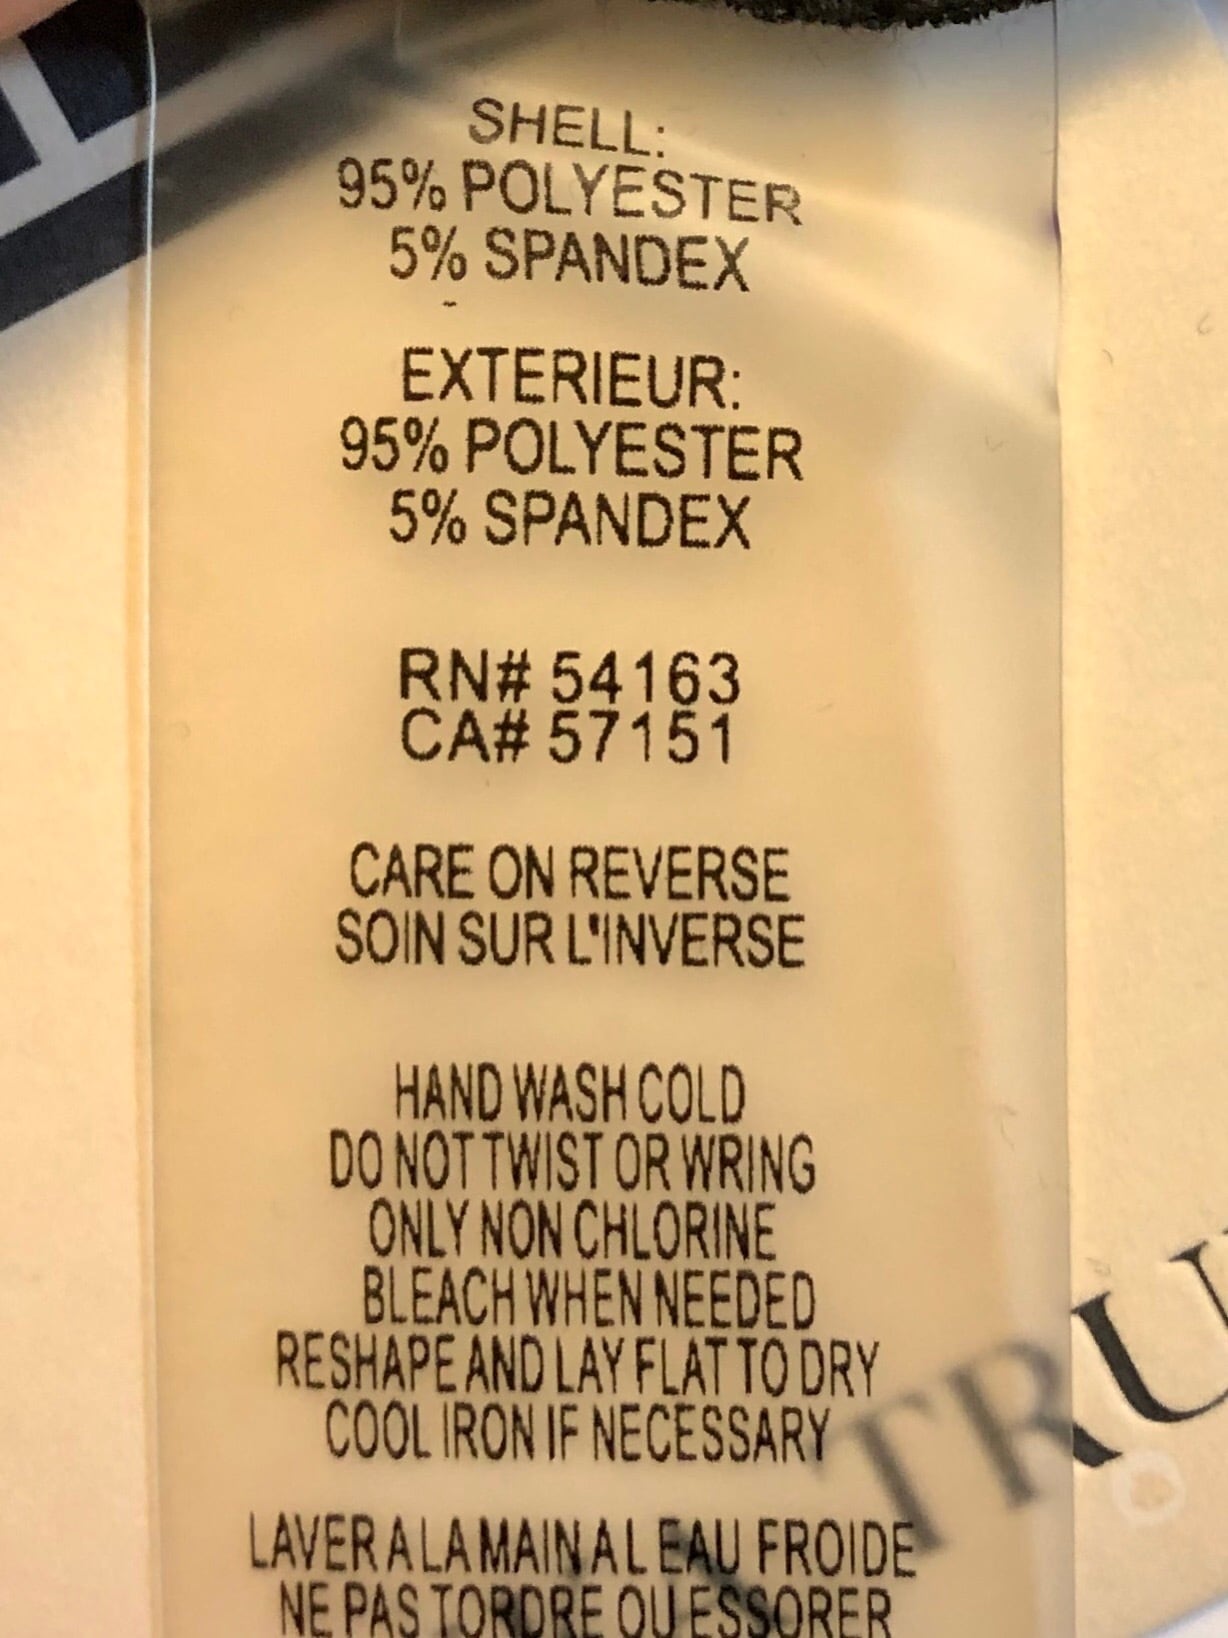 SHELL:
95% POLYESTER
5% SPANDEX
EXTERIEUR:
95% POLYESTER
5% SPANDEX
RN# 54163
CA# 57151
CARE ON REVERSE
SOIN SUR L'INVERSE
HAND WASH COLD
DO NOT TWIST OR WRING
ONLY NON CHLORINE
BLEACH WHEN NEEDED
RESHAPE AND LAY FLAT TO DRY
COOL IRON IF NECESSARY
LAVER A LA MAIN A L EAU FROIDE
NE PAS TORDRE OU ESSORER
TRU